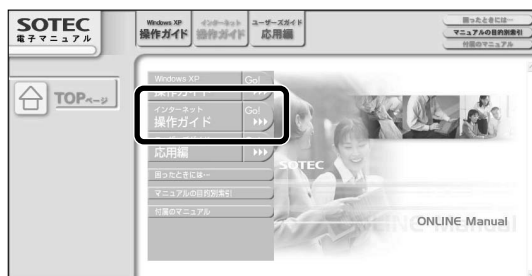 SOTEC
電子マニュアル
Windows XP
操作ガイド
インターネット
操作ガイド
ユーザーズガイド
応用編
困ったときには…
マニュアルの目的別索引
付属のマニュアル
TOPページ
Windows XP
操作ガイド
Go!
インターネット
操作ガイド
Go!
応用編
困ったときには…
マニュアルの目的別索引
付属のマニュアル
SOTEC
ONLINE Manual